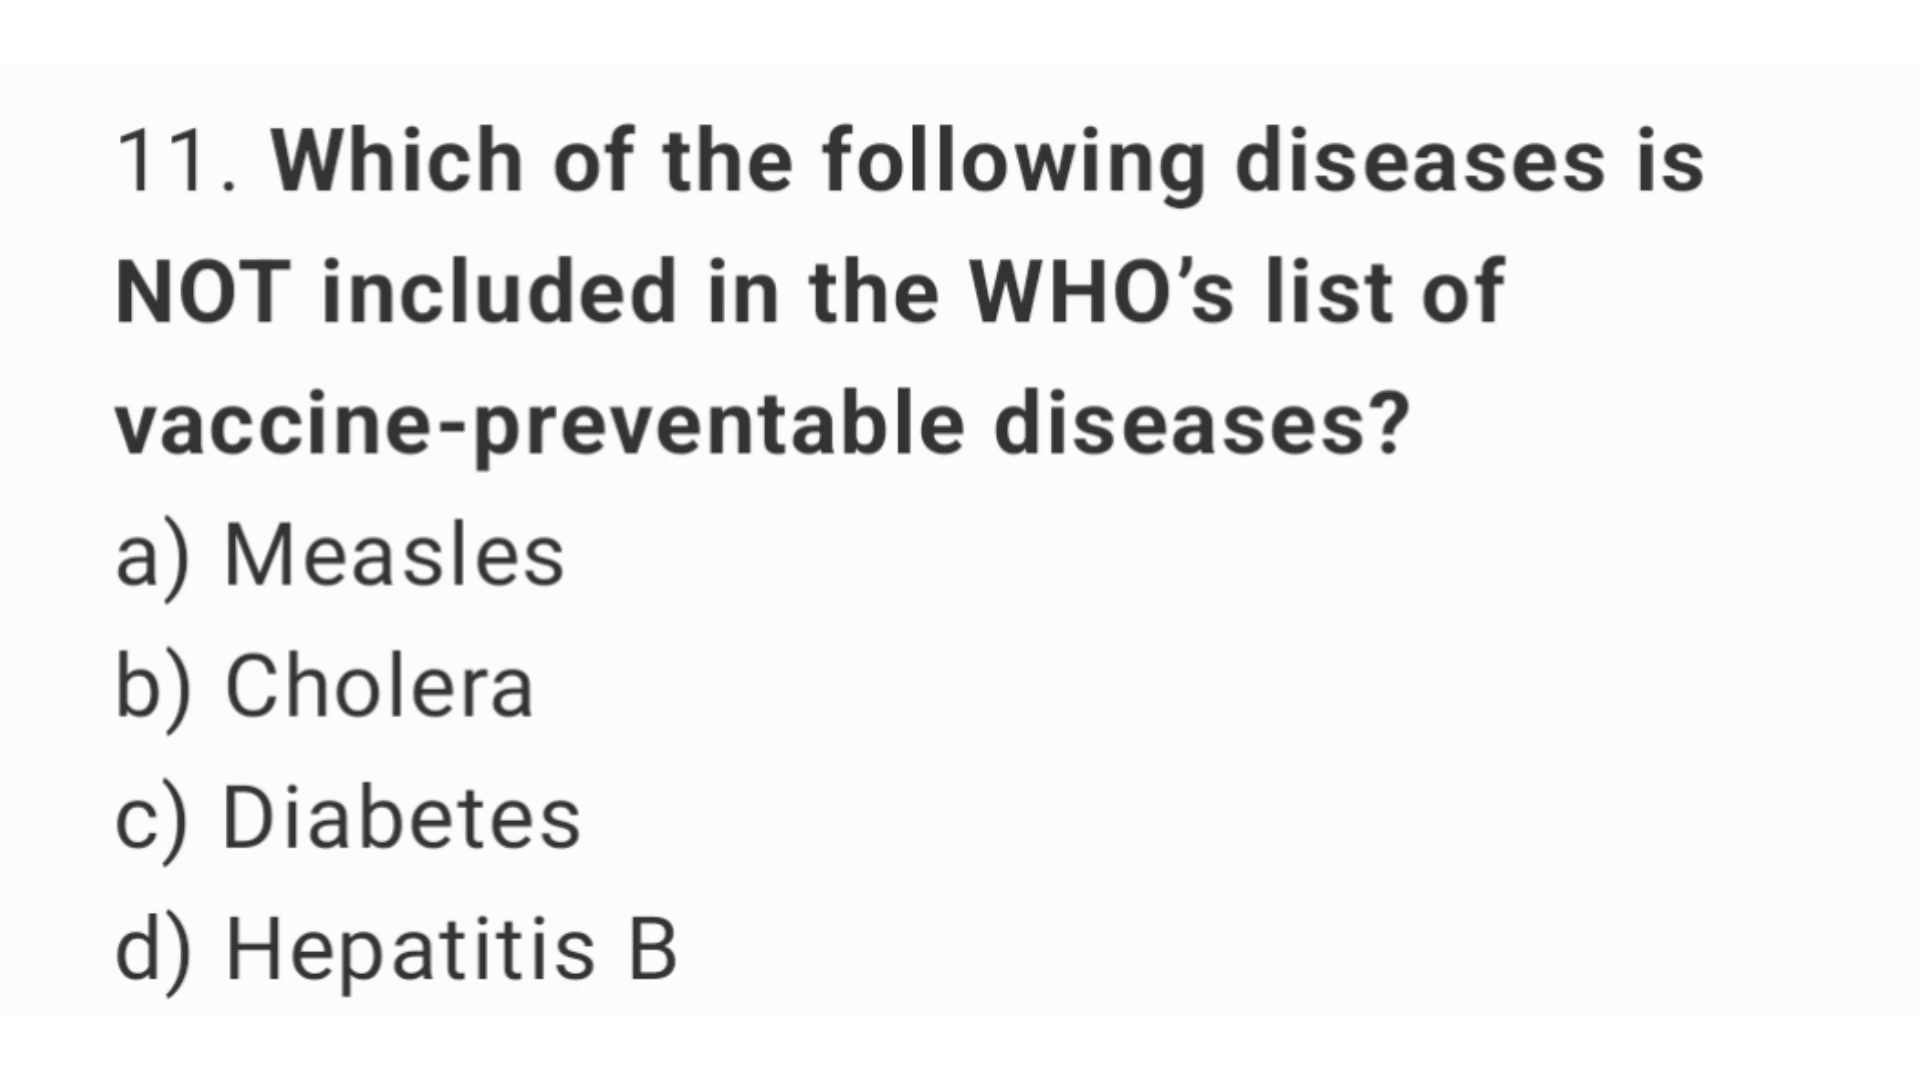 11. Which of the following diseases is
NOT included in the WHO’s list of
vaccine-preventable diseases?
a) Measles
b) Cholera
c) Diabetes
d) Hepatitis B